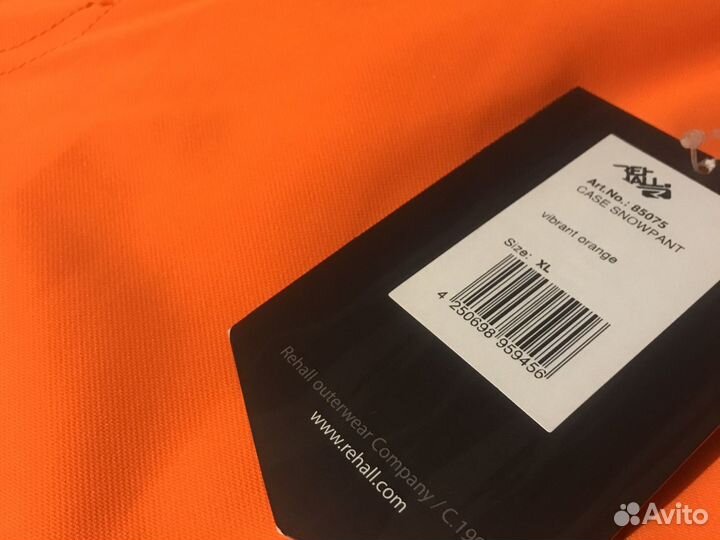 Art.No.: 85075
CASE SNOWPANT
vibrant orange
Size: XL
4 250698 959456
Rehall outerwear Company / C.199
www.rehall.com
Avito